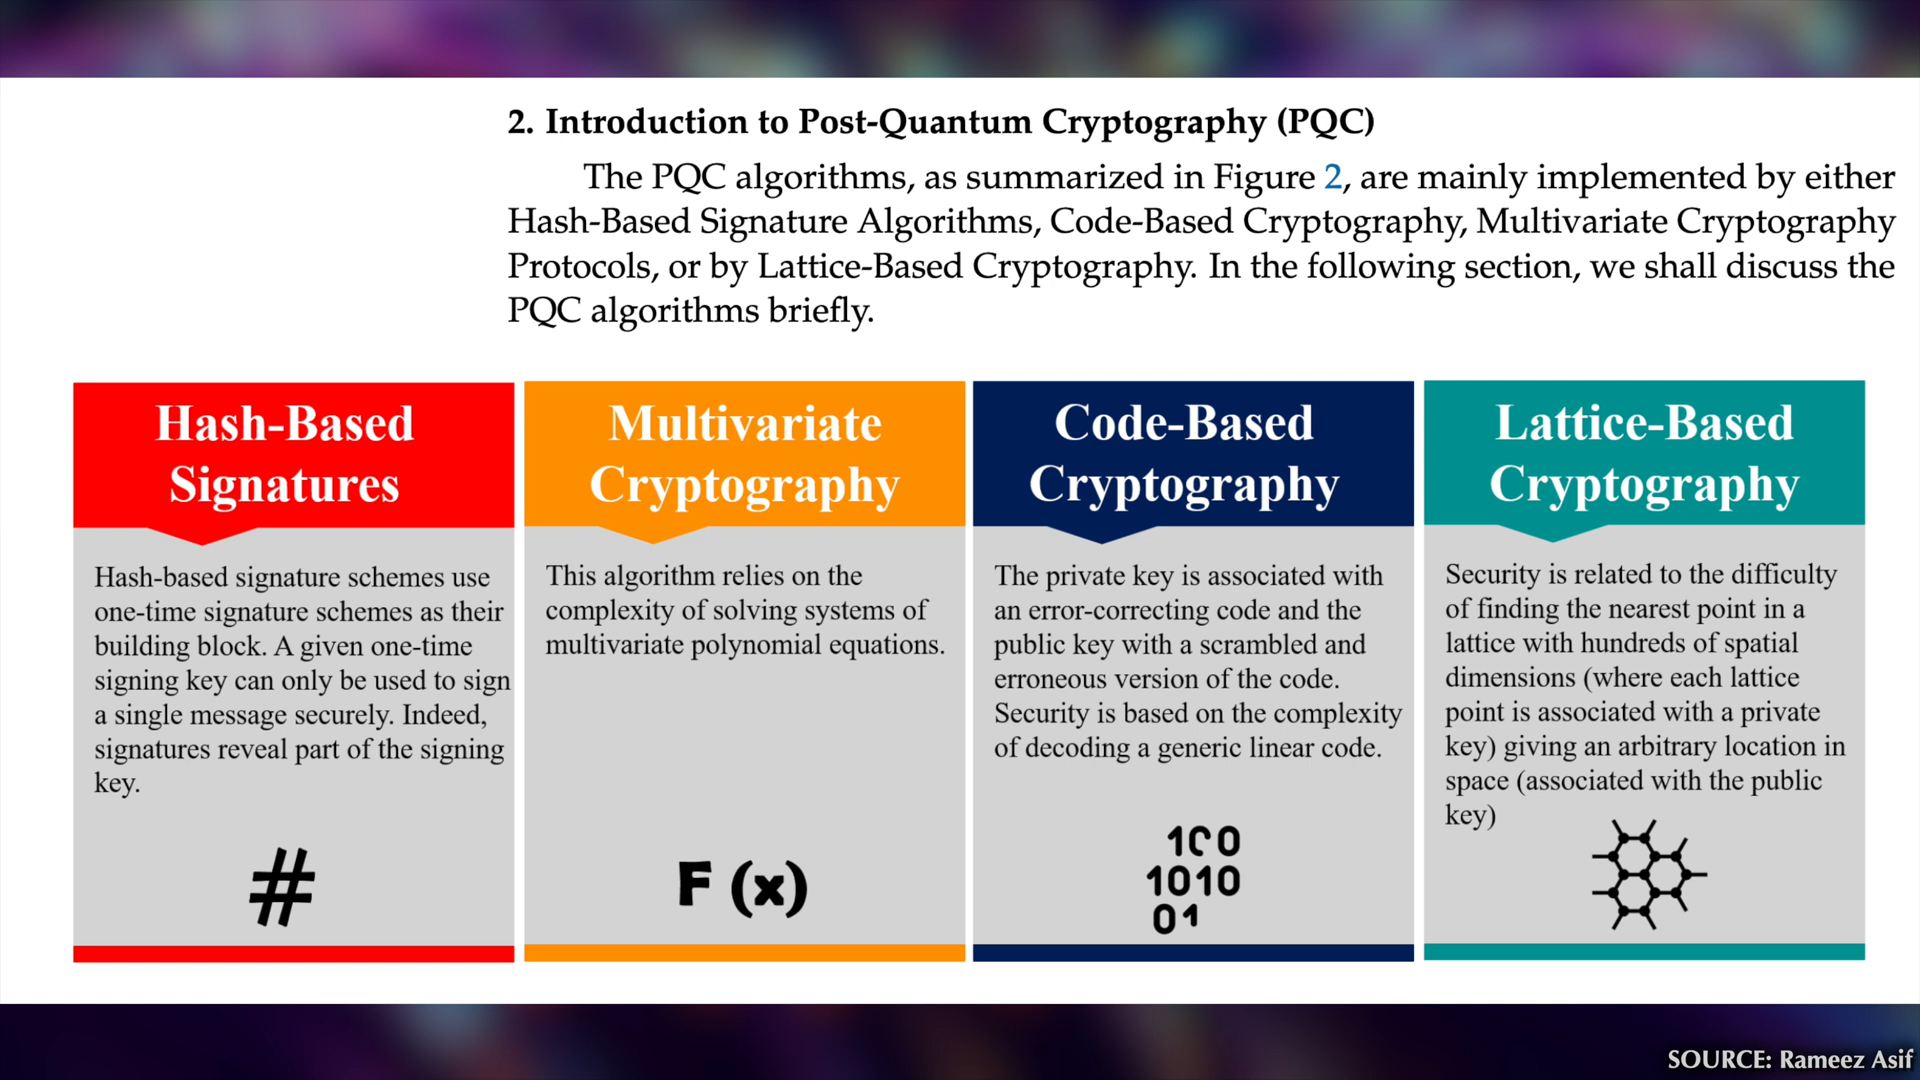 2. Introduction to Post-Quantum Cryptography (PQC)
The PQC algorithms, as summarized in Figure 2, are mainly implemented by either
Hash-Based Signature Algorithms, Code-Based Cryptography, Multivariate Cryptography
Protocols, or by Lattice-Based Cryptography. In the following section, we shall discuss the
PQC algorithms briefly.
Hash-Based
Signatures
Hash-based signature schemes use
one-time signature schemes as their
building block. A given one-time
signing key can only be used to sign
a single message securely. Indeed,
signatures reveal part of the signing
key.
#
Multivariate
Cryptography
This algorithm relies on the
complexity of solving systems of
multivariate polynomial equations.
F (x)
Code-Based
Cryptography
The private key is associated with
an error-correcting code and the
public key with a scrambled and
erroneous version of the code.
Security is based on the complexity
of decoding a generic linear code.
1010
Lattice-Based
Cryptography
Security is related to the difficulty
of finding the nearest point in a
lattice with hundreds of spatial
dimensions (where each lattice
point is associated with a private
key) giving an arbitrary location in
space (associated with the public
key)
SOURCE: Rameez Asif